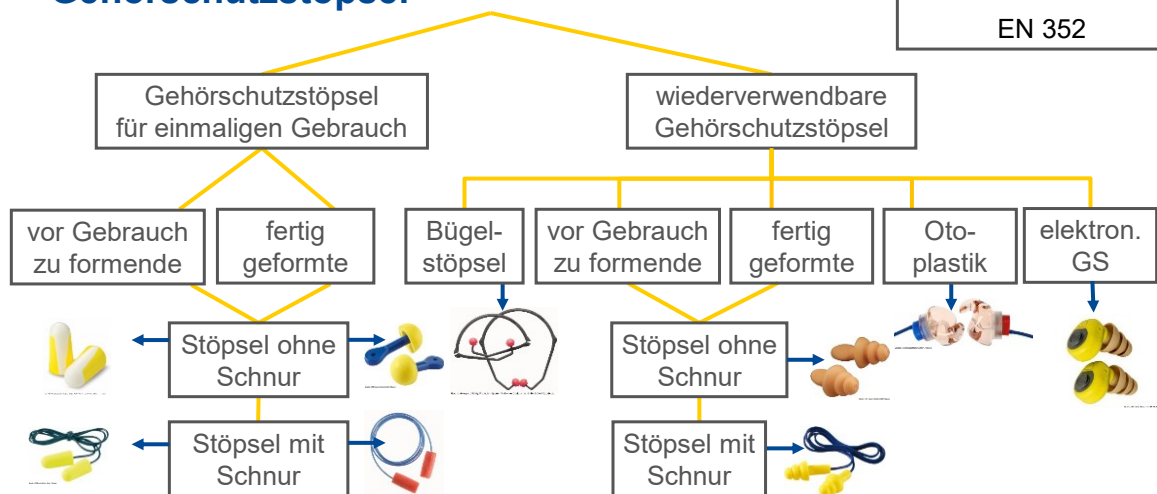 Gehörschutzstöpsel
EN 352
Gehörschutzstöpsel
für einmaligen Gebrauch
wiederverwendbare
Gehörschutzstöpsel
vor Gebrauch
zu formende
fertig
geformte
Bügel-
stöpsel
vor Gebrauch
zu formende
fertig
geformte
Oto-
plastik
elektron.
GS
Stöpsel ohne
Schnur
Stöpsel ohne
Schnur
Stöpsel mit
Schnur
Stöpsel mit
Schnur